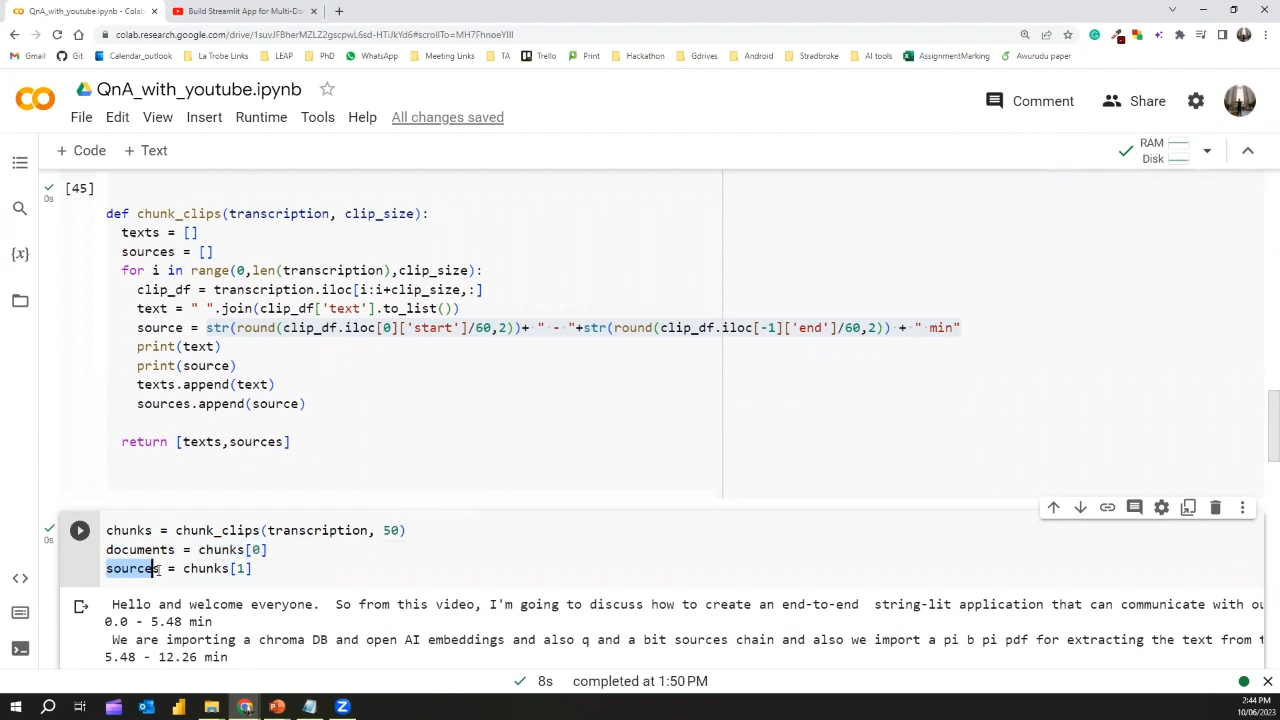 QnA_with_youtube.ipynb - Colab
Build Streamlit App for Multi-Do
colab.research.google.com/drive/1suvJFBherMZLZ2gscpwL6sd-HTiJkYd6#scrollTo=MH7FhnoeYIII
Gmail Git Calendar_outlook La Trobe Links LEAP PhD WhatsApp Meeting Links TA Trello Print Hackathon Gdrives Android Stradbroke AI tools AssignmentMarking Awurudu paper
QnA_with_youtube.ipynb
Comment Share
File Edit View Insert Runtime Tools Help All changes saved
+ Code + Text
RAM
Disk
[45]
0s
def chunk_clips(transcription, clip_size):
texts = []
sources = []
for i in range(0,len(transcription),clip_size):
clip_df = transcription.iloc[i:i+clip_size,:]
text = " ".join(clip_df['text'].to_list())
source = str(round(clip_df.iloc[0]['start']/60,2))+ " - "+str(round(clip_df.iloc[-1]['end']/60,2)) + " min"
print(text)
print(source)
texts.append(text)
sources.append(source)
return [texts,sources]
0s
chunks = chunk_clips(transcription, 50)
documents = chunks[0]
sources = chunks[1]
Hello and welcome everyone. So from this video, I'm going to discuss how to create an end-to-end string-lit application that can communicate with ou
0.0 - 5.48 min
We are importing a chroma DB and open AI embeddings and also q and a bit sources chain and also we import a pi b pi pdf for extracting the text from t
5.48 - 12.26 min
8s completed at 1:50 PM
2:44 PM
10/06/2023